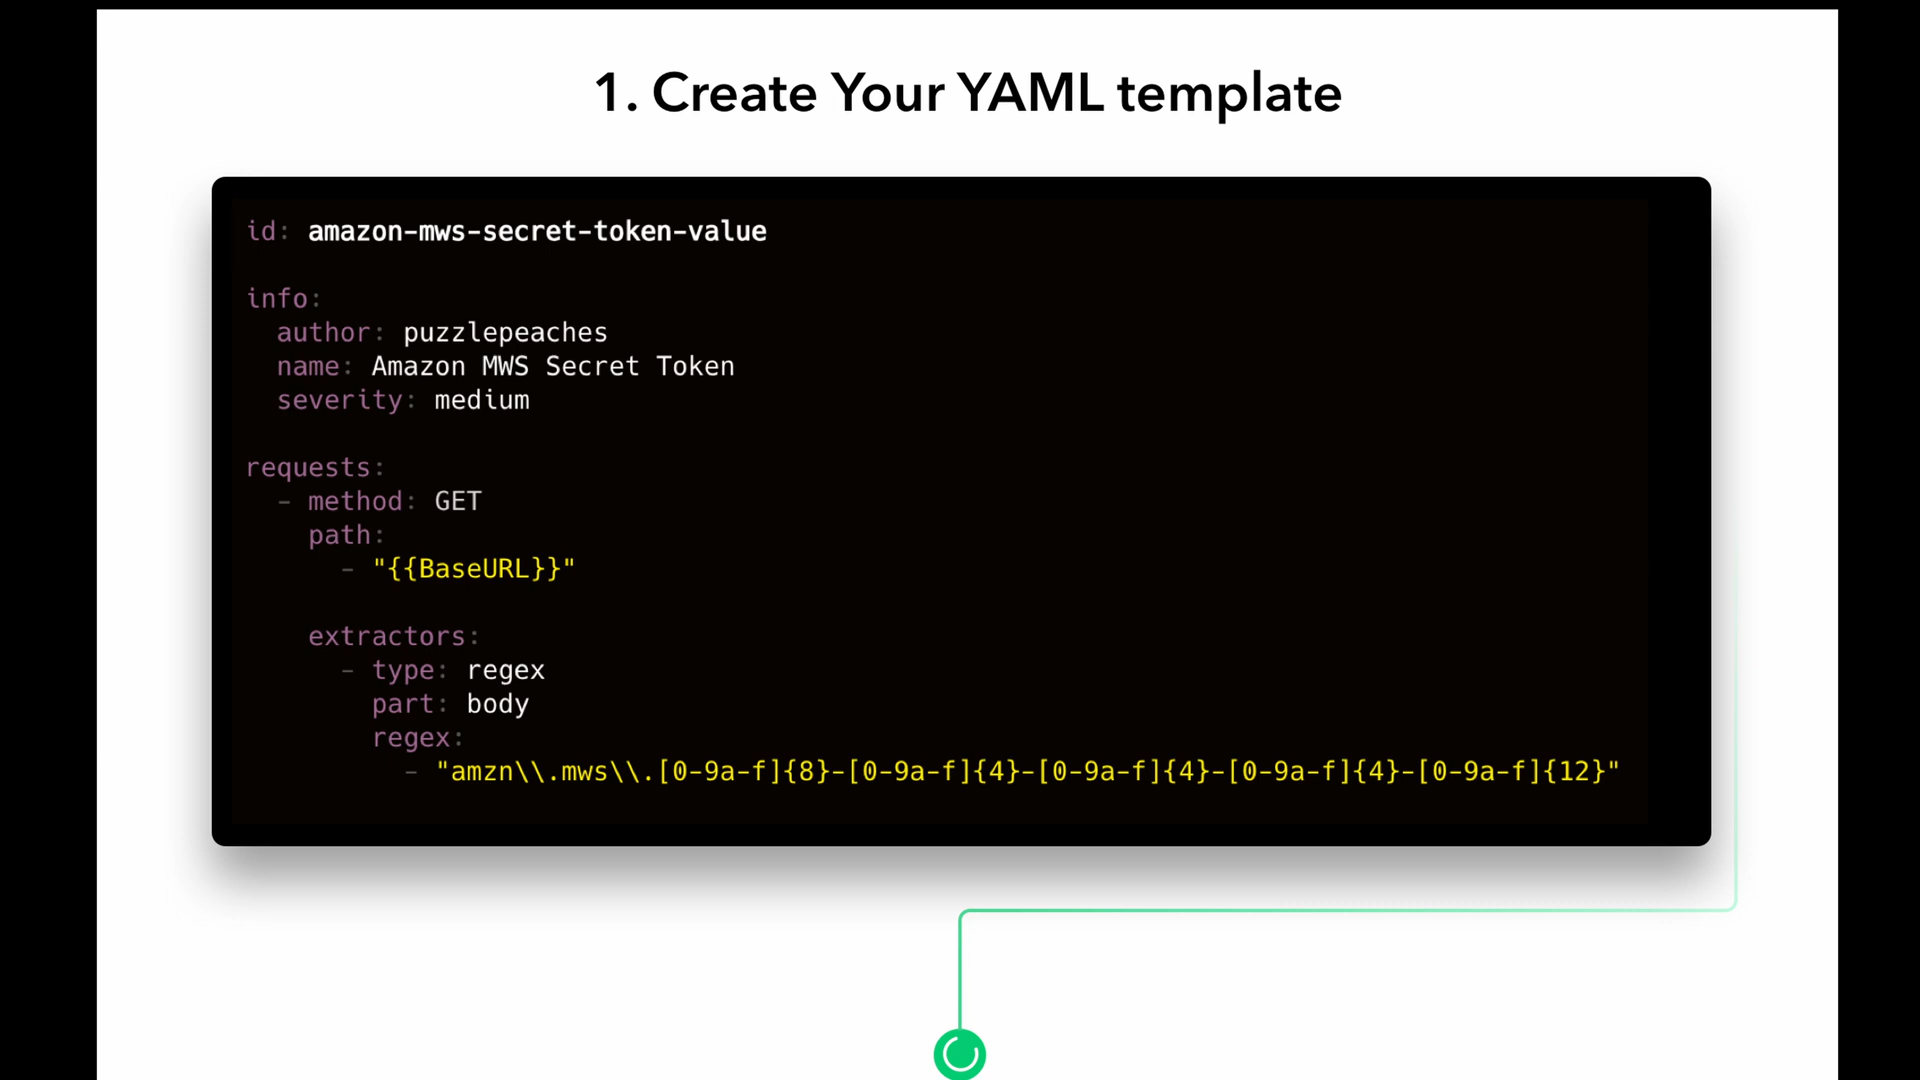 1. Create Your YAML template
id: amazon-mws-secret-token-value
info:
author: puzzlepeaches
name: Amazon MWS Secret Token
severity: medium
requests:
- method: GET
path:
- "{{BaseURL}}"
extractors:
- type: regex
part: body
regex:
- "amzn\\.mws\\.[0-9a-f]{8}-[0-9a-f]{4}-[0-9a-f]{4}-[0-9a-f]{4}-[0-9a-f]{12}"